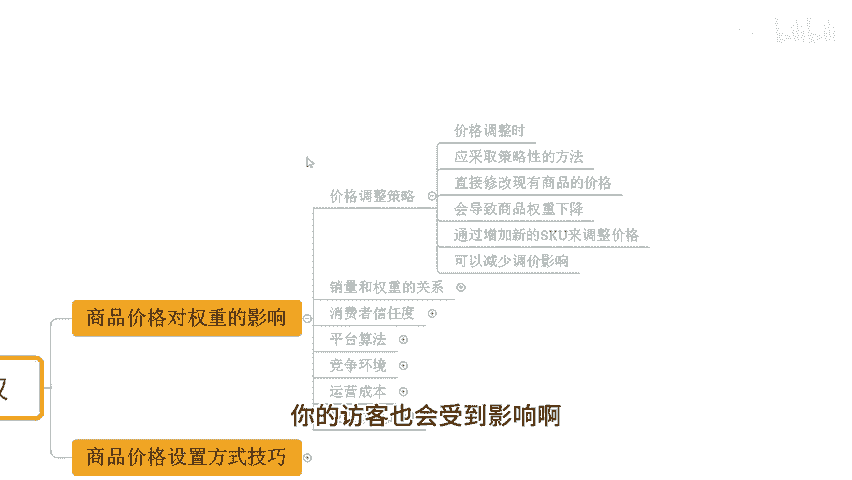 价格调整时
应采取策略性的方法
直接修改现有商品的价格
价格调整策略
会导致商品权重下降
通过增加新的SKU来调整价格
可以减少调价影响
销量和权重的关系
商品价格对权重的影响
消费者信任度
平台算法
竞争环境
运营成本
你的访客也会受到影响啊
商品价格设置方式技巧